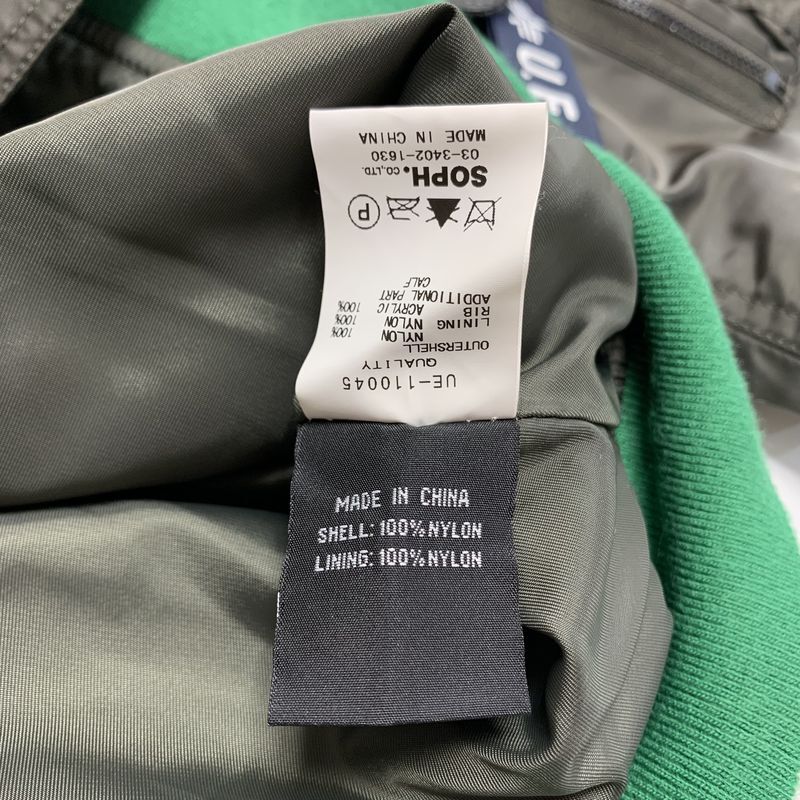 U.E
UE-110045
QUALITY
OUTERSHELL
NYLON 100%
LINING NYLON 100%
RIB ACRYLIC 100%
ADDITIONAL PART
CALF
P
SOPH. CO.,LTD.
03-3402-1630
MADE IN CHINA
MADE IN CHINA
SHELL: 100% NYLON
LINING: 100% NYLON